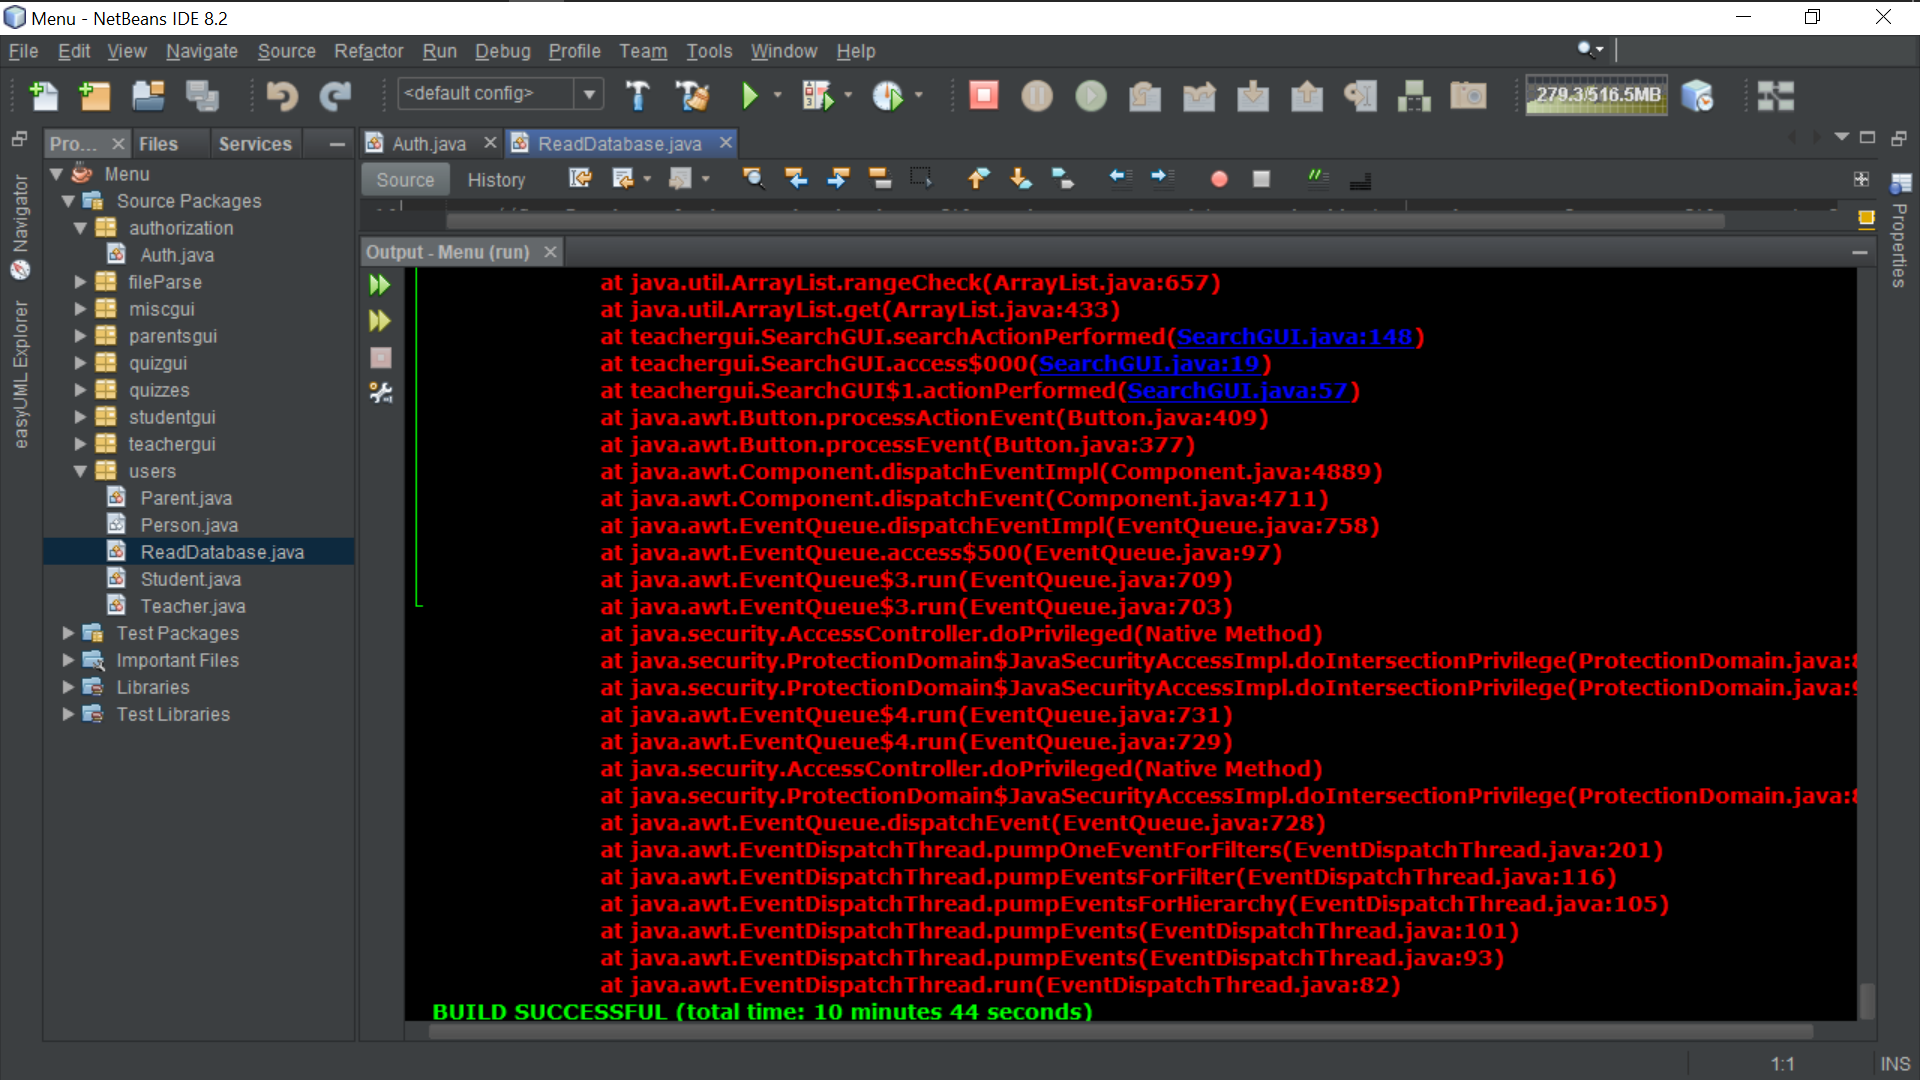 Menu - NetBeans IDE 8.2
File Edit View Navigate Source Refactor Run Debug Profile Team Tools Window Help
<default config>
279.3/516.5MB
Pro... Files Services
Auth.java ReadDatabase.java
Source History
Navigator
easyUML Explorer
Properties
Menu
Source Packages
authorization
Auth.java
fileParse
miscgui
parentsgui
quizgui
quizzes
studentgui
teachergui
users
Parent.java
Person.java
ReadDatabase.java
Student.java
Teacher.java
Test Packages
Important Files
Libraries
Test Libraries
Output - Menu (run)
at java.util.ArrayList.rangeCheck(ArrayList.java:657)
at java.util.ArrayList.get(ArrayList.java:433)
at teachergui.SearchGUI.searchActionPerformed(SearchGUI.java:148)
at teachergui.SearchGUI.access$000(SearchGUI.java:19)
at teachergui.SearchGUI$1.actionPerformed(SearchGUI.java:57)
at java.awt.Button.processActionEvent(Button.java:409)
at java.awt.Button.processEvent(Button.java:377)
at java.awt.Component.dispatchEventImpl(Component.java:4889)
at java.awt.Component.dispatchEvent(Component.java:4711)
at java.awt.EventQueue.dispatchEventImpl(EventQueue.java:758)
at java.awt.EventQueue.access$500(EventQueue.java:97)
at java.awt.EventQueue$3.run(EventQueue.java:709)
at java.awt.EventQueue$3.run(EventQueue.java:703)
at java.security.AccessController.doPrivileged(Native Method)
at java.security.ProtectionDomain$JavaSecurityAccessImpl.doIntersectionPrivilege(ProtectionDomain.java:
at java.security.ProtectionDomain$JavaSecurityAccessImpl.doIntersectionPrivilege(ProtectionDomain.java:
at java.awt.EventQueue$4.run(EventQueue.java:731)
at java.awt.EventQueue$4.run(EventQueue.java:729)
at java.security.AccessController.doPrivileged(Native Method)
at java.security.ProtectionDomain$JavaSecurityAccessImpl.doIntersectionPrivilege(ProtectionDomain.java:
at java.awt.EventQueue.dispatchEvent(EventQueue.java:728)
at java.awt.EventDispatchThread.pumpOneEventForFilters(EventDispatchThread.java:201)
at java.awt.EventDispatchThread.pumpEventsForFilter(EventDispatchThread.java:116)
at java.awt.EventDispatchThread.pumpEventsForHierarchy(EventDispatchThread.java:105)
at java.awt.EventDispatchThread.pumpEvents(EventDispatchThread.java:101)
at java.awt.EventDispatchThread.pumpEvents(EventDispatchThread.java:93)
at java.awt.EventDispatchThread.run(EventDispatchThread.java:82)
BUILD SUCCESSFUL (total time: 10 minutes 44 seconds)
1:1 INS